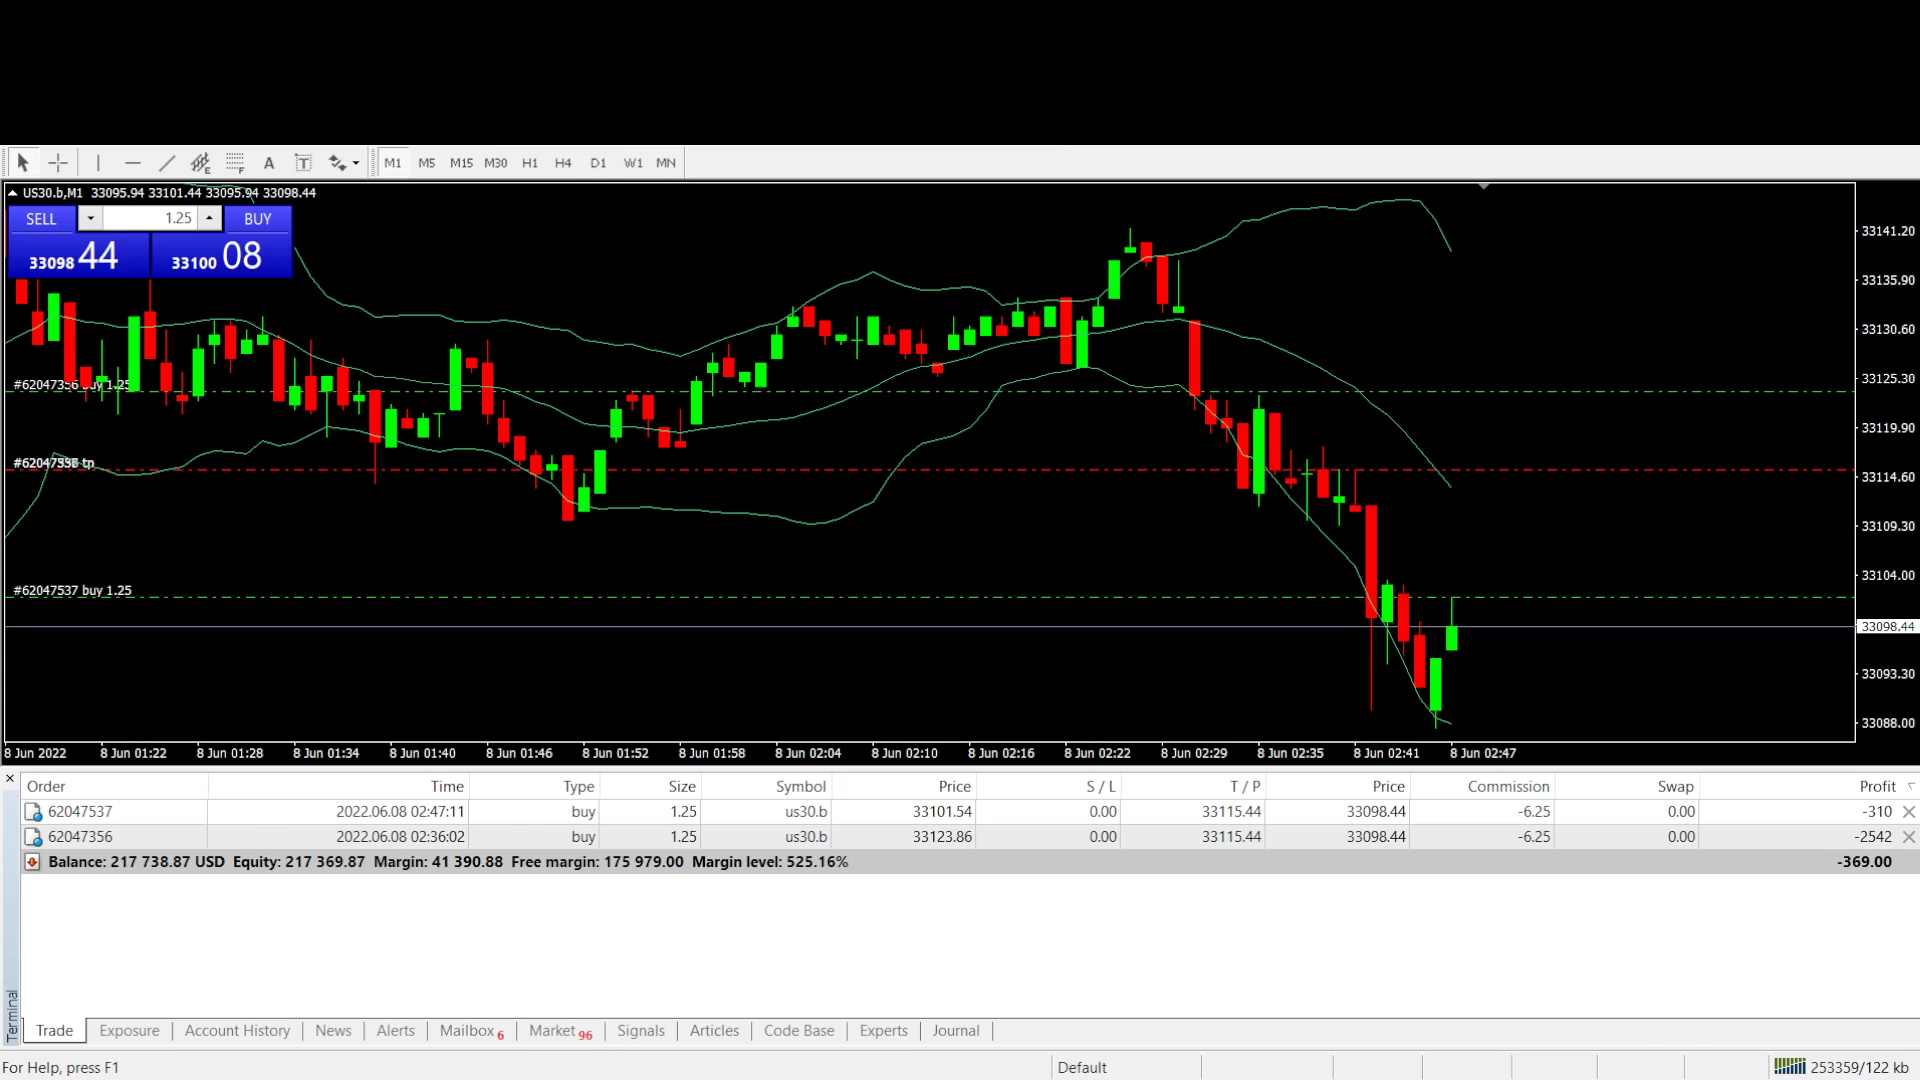 E F A T M1 M5 M15 M30 H1 H4 D1 W1 MN
US30.b,M1 33095.94 33101.44 33095.94 33098.44
SELL 1.25 BUY
33098 44 33100 08
33141.20
33135.90
33130.60
33125.30
33119.90
33114.60
33109.30
33104.00
33098.44
33093.30
33088.00
#62047356 buy 1.25
tp
#62047537 buy 1.25
8 Jun 2022 8 Jun 01:22 8 Jun 01:28 8 Jun 01:34 8 Jun 01:40 8 Jun 01:46 8 Jun 01:52 8 Jun 01:58 8 Jun 02:04 8 Jun 02:10 8 Jun 02:16 8 Jun 02:22 8 Jun 02:29 8 Jun 02:35 8 Jun 02:41 8 Jun 02:47
Order Time Type Size Symbol Price S / L T / P Price Commission Swap Profit
62047537 2022.06.08 02:47:11 buy 1.25 us30.b 33101.54 0.00 33115.44 33098.44 -6.25 0.00 -310
62047356 2022.06.08 02:36:02 buy 1.25 us30.b 33123.86 0.00 33115.44 33098.44 -6.25 0.00 -2542
Balance: 217 738.87 USD Equity: 217 369.87 Margin: 41 390.88 Free margin: 175 979.00 Margin level: 525.16% -369.00
Terminal
Trade Exposure Account History News Alerts Mailbox 6 Market 96 Signals Articles Code Base Experts Journal
For Help, press F1 Default 253359/122 kb